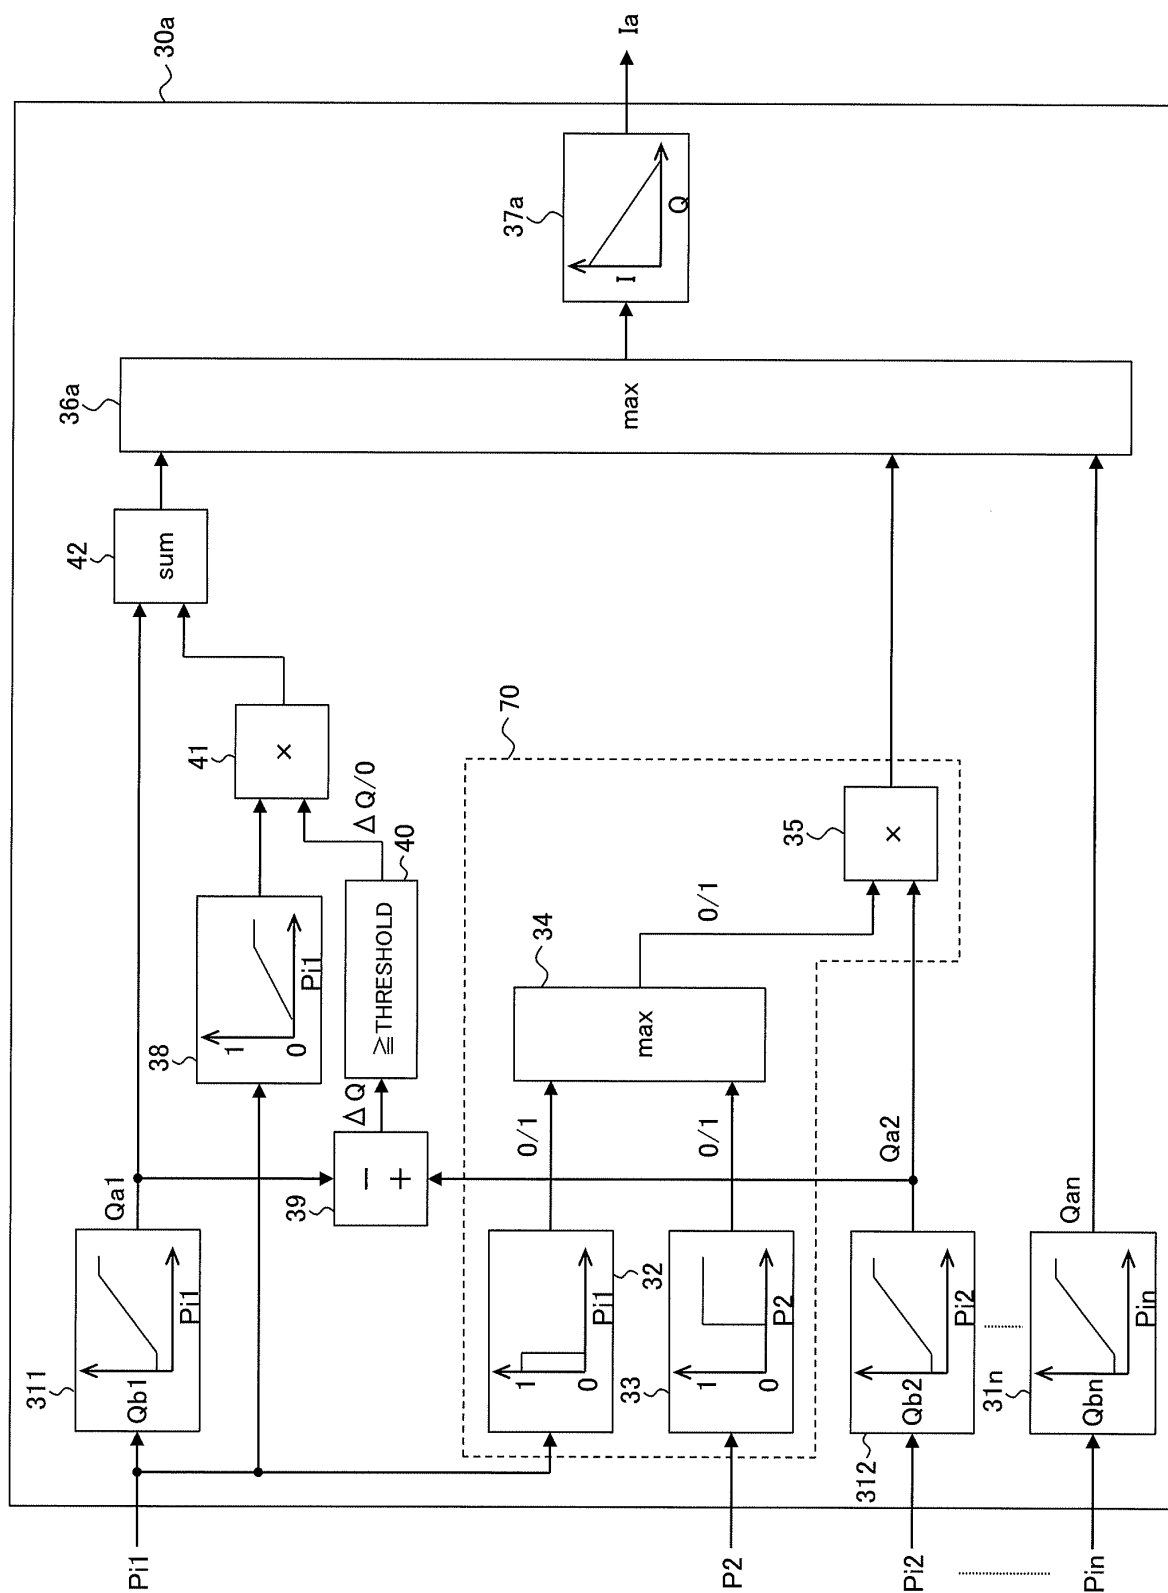 30a
Ia
37a
I
Q
36a
max
42
sum
41
×
ΔQ/0
40
≧THRESHOLD
ΔQ
38
1
0
Pi1
39
−
+
70
35
×
0/1
34
max
0/1
0/1
32
1
0
Pi1
33
1
0
P2
Qa1
311
Qb1
Pi1
Qa2
312
Qb2
Pi2
Qan
31n
Qbn
Pin
Pi1
P2
Pi2
Pin